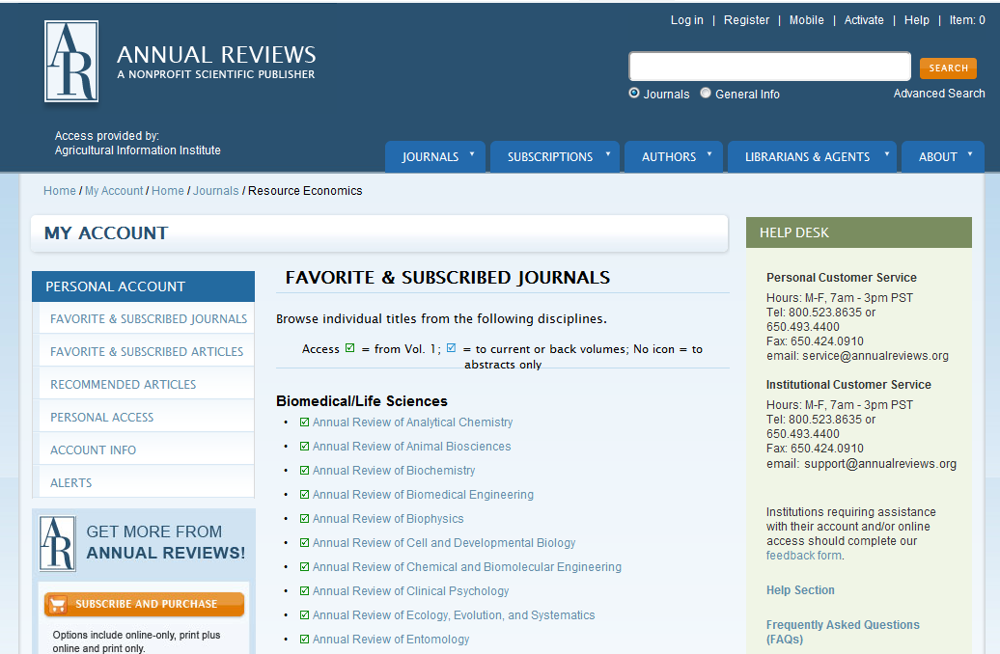 Log in | Register | Mobile | Activate | Help | Item: 0
AR
ANNUAL REVIEWS
A NONPROFIT SCIENTIFIC PUBLISHER
SEARCH
Journals General Info Advanced Search
Access provided by:
Agricultural Information Institute
JOURNALS SUBSCRIPTIONS AUTHORS LIBRARIANS & AGENTS ABOUT
Home / My Account / Home / Journals / Resource Economics
MY ACCOUNT
PERSONAL ACCOUNT
FAVORITE & SUBSCRIBED JOURNALS
FAVORITE & SUBSCRIBED ARTICLES
RECOMMENDED ARTICLES
PERSONAL ACCESS
ACCOUNT INFO
ALERTS
AR
GET MORE FROM
ANNUAL REVIEWS!
SUBSCRIBE AND PURCHASE
Options include online-only, print plus
online and print only.
FAVORITE & SUBSCRIBED JOURNALS
Browse individual titles from the following disciplines.
Access = from Vol. 1; = to current or back volumes; No icon = to
abstracts only
Biomedical/Life Sciences
• Annual Review of Analytical Chemistry
• Annual Review of Animal Biosciences
• Annual Review of Biochemistry
• Annual Review of Biomedical Engineering
• Annual Review of Biophysics
• Annual Review of Cell and Developmental Biology
• Annual Review of Chemical and Biomolecular Engineering
• Annual Review of Clinical Psychology
• Annual Review of Ecology, Evolution, and Systematics
• Annual Review of Entomology
HELP DESK
Personal Customer Service
Hours: M-F, 7am - 3pm PST
Tel: 800.523.8635 or
650.493.4400
Fax: 650.424.0910
email: service@annualreviews.org
Institutional Customer Service
Hours: M-F, 7am - 3pm PST
Tel: 800.523.8635 or
650.493.4400
Fax: 650.424.0910
email: support@annualreviews.org
Institutions requiring assistance
with their account and/or online
access should complete our
feedback form.
Help Section
Frequently Asked Questions
(FAQs)